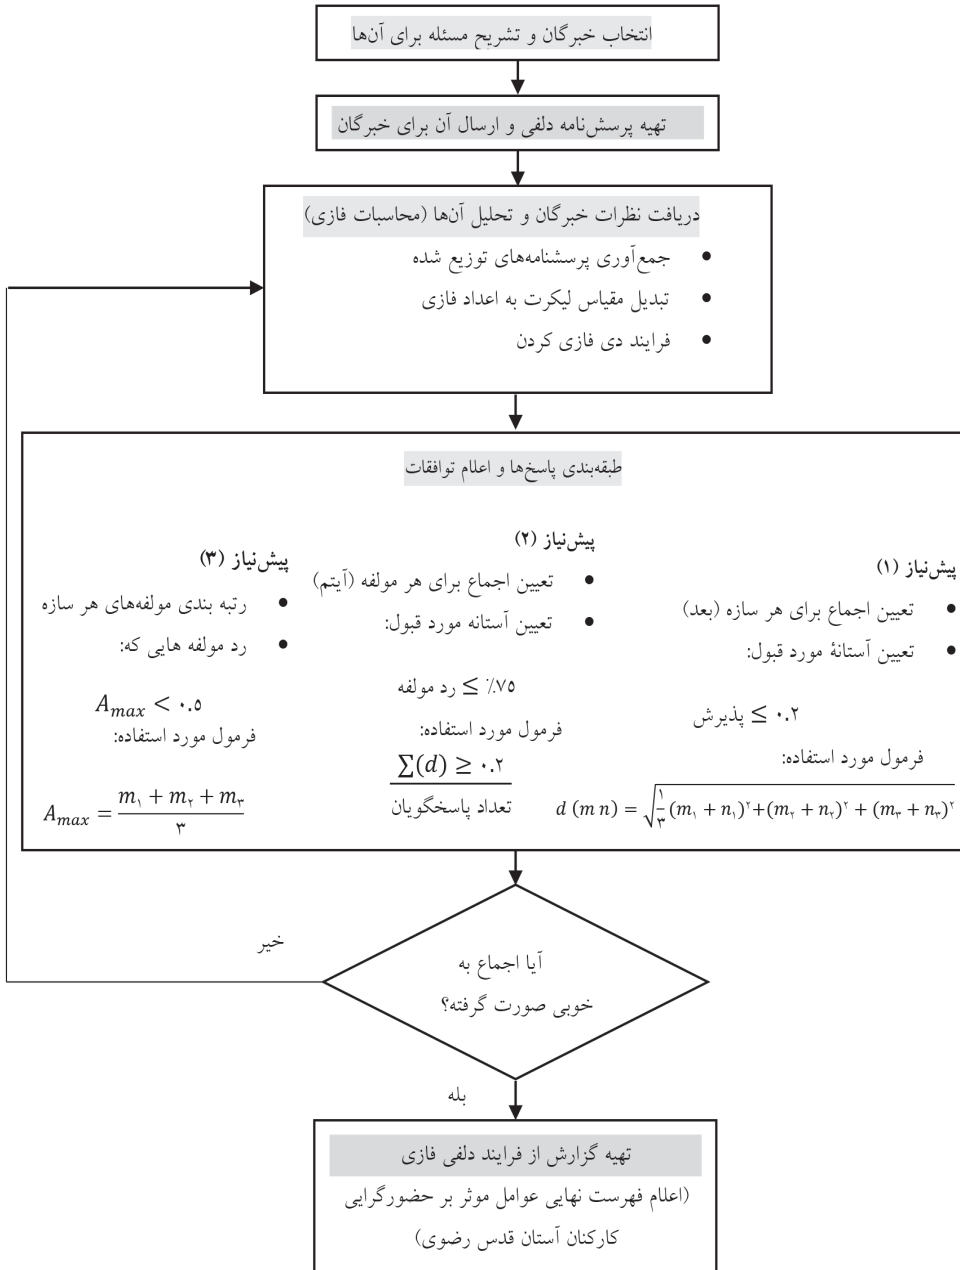 انتخاب خبرگان و تشریح مسئله برای آن‌ها
تهیه پرسش‌نامه دلفی و ارسال آن برای خبرگان
دریافت نظرات خبرگان و تحلیل آن‌ها (محاسبات فازی)
• جمع‌آوری پرسشنامه‌های توزیع شده
• تبدیل مقیاس لیکرت به اعداد فازی
• فرایند دی فازی کردن
طبقه‌بندی پاسخ‌ها و اعلام توافقات
پیش‌نیاز (۱)
• تعیین اجماع برای هر سازه (بعد)
• تعیین آستانهٔ مورد قبول:
پذیرش ≤ ۰.۲
فرمول مورد استفاده:
d (m n) = √(۱/۳ (m₁ + n₁)²+(m₂ + n₂)² + (m₃ + n₃)²)
پیش‌نیاز (۲)
• تعیین اجماع برای هر مولفه (آیتم)
• تعیین آستانه مورد قبول:
رد مولفه ≤ ٪۷۵
فرمول مورد استفاده:
∑(d) ≥ ۰.۲
تعداد پاسخگویان
پیش‌نیاز (۳)
• رتبه بندی مولفه‌های هر سازه
• رد مولفه هایی که:
Amax < ۰.۵
فرمول مورد استفاده:
Amax = (m₁ + m₂ + m₃)/۳
آیا اجماع به
خوبی صورت گرفته؟
خیر
بله
تهیه گزارش از فرایند دلفی فازی
(اعلام فهرست نهایی عوامل موثر بر حضورگرایی
کارکنان آستان قدس رضوی)